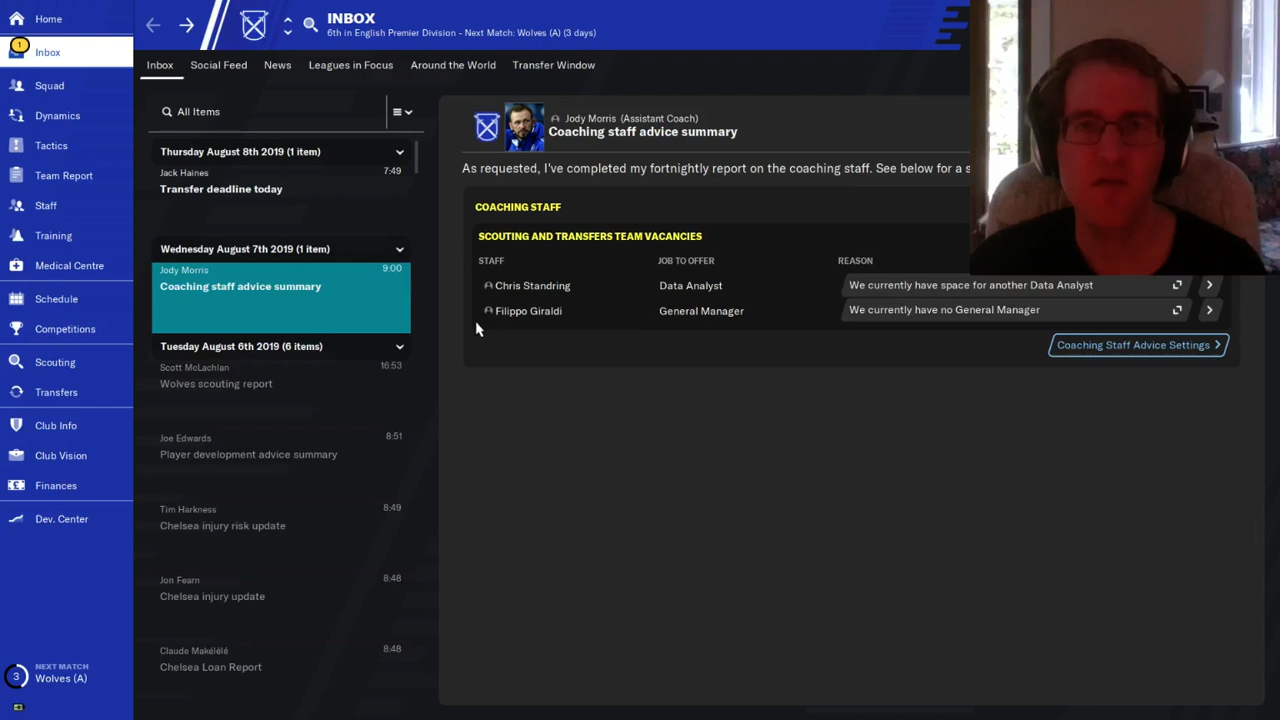 Home
INBOX
6th in English Premier Division - Next Match: Wolves (A) (3 days)
1
Inbox
Inbox
Social Feed
News
Leagues in Focus
Around the World
Transfer Window
Squad
Dynamics
Tactics
Team Report
Staff
Training
Medical Centre
Schedule
Competitions
Scouting
Transfers
Club Info
Club Vision
Finances
Dev. Center
NEXT MATCH
3
Wolves (A)
All Items
Thursday August 8th 2019 (1 item)
Jack Haines 7:49
Transfer deadline today
Wednesday August 7th 2019 (1 item)
Jody Morris 9:00
Coaching staff advice summary
Tuesday August 6th 2019 (6 items)
Scott McLachlan 16:53
Wolves scouting report
Joe Edwards 8:51
Player development advice summary
Tim Harkness 8:49
Chelsea injury risk update
Jon Fearn 8:48
Chelsea injury update
Claude Makélélé 8:48
Chelsea Loan Report
Jody Morris (Assistant Coach)
Coaching staff advice summary
As requested, I've completed my fortnightly report on the coaching staff. See below for a s
COACHING STAFF
SCOUTING AND TRANSFERS TEAM VACANCIES
STAFF JOB TO OFFER REASON
Chris Standring Data Analyst We currently have space for another Data Analyst
Filippo Giraldi General Manager We currently have no General Manager
Coaching Staff Advice Settings